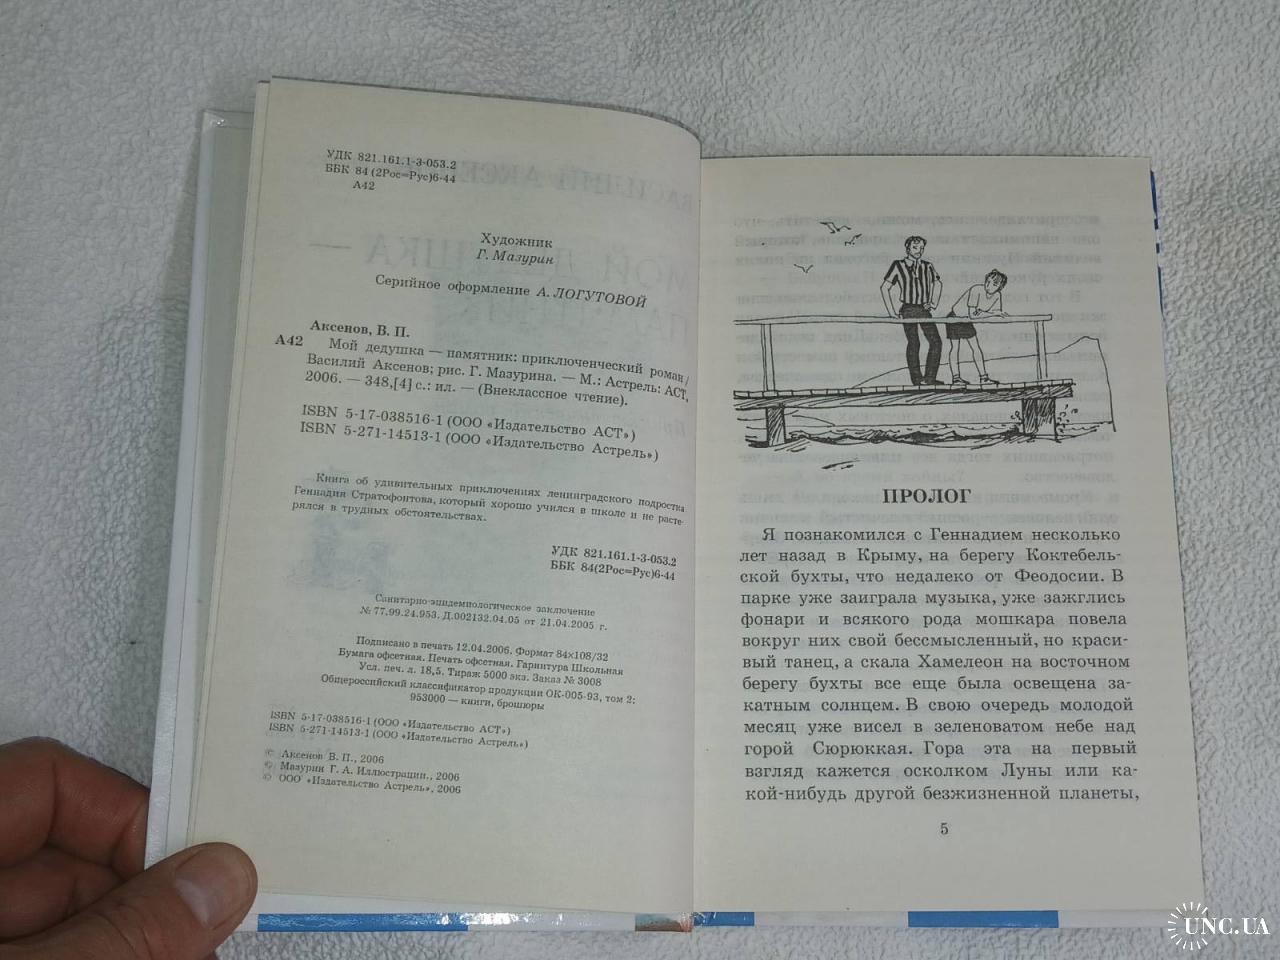 УДК 821.161.1-3-053.2
ББК 84 (2Рос=Рус)6-44
А42
Художник
Г. Мазурин
Серийное оформление А. ЛОГУТОВОЙ
Аксенов, В. П.
А42 Мой дедушка — памятник: приключенческий роман/
Василий Аксенов; рис. Г. Мазурина. — М.: Астрель: АСТ,
2006. — 348,[4] с.: ил. — (Внеклассное чтение).
ISBN 5-17-038516-1 (ООО «Издательство АСТ»)
ISBN 5-271-14513-1 (ООО «Издательство Астрель»)
Книга об удивительных приключениях ленинградского подростка
Геннадия Стратофонтова, который хорошо учился в школе и не расте-
рялся в трудных обстоятельствах.
УДК 821.161.1-3-053.2
ББК 84(2Рос=Рус)6-44
Санитарно-эпидемиологическое заключение
№ 77.99.24.953. Д.002132.04.05 от 21.04.2005 г.
Подписано в печать 12.04.2006. Формат 84×108/32
Бумага офсетная. Печать офсетная. Гарнитура Школьная
Усл. печ. л. 18,5. Тираж 5000 экз. Заказ № 3008
Общероссийский классификатор продукции ОК-005-93, том 2:
953000 — книги, брошюры
ISBN 5-17-038516-1 (ООО «Издательство АСТ»)
ISBN 5-271-14513-1 (ООО «Издательство Астрель»)
© Аксенов В. П., 2006
© Мазурин Г. А. Иллюстрации., 2006
© ООО «Издательство Астрель», 2006
ПРОЛОГ
Я познакомился с Геннадием несколько
лет назад в Крыму, на берегу Коктебель-
ской бухты, что недалеко от Феодосии. В
парке уже заиграла музыка, уже зажглись
фонари и всякого рода мошкара повела
вокруг них свой бессмысленный, но краси-
вый танец, а скала Хамелеон на восточном
берегу бухты все еще была освещена за-
катным солнцем. В свою очередь молодой
месяц уже висел в зеленоватом небе над
горой Сюрюккая. Гора эта на первый
взгляд кажется осколком Луны или ка-
кой-нибудь другой безжизненной планеты,
5
UNC.UA